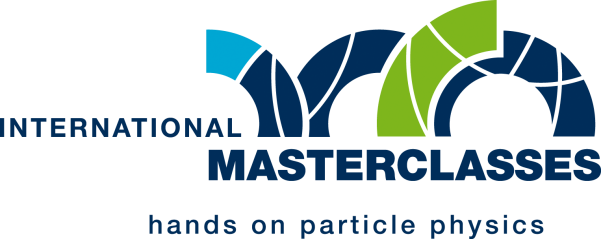 INTERNATIONAL
MASTERCLASSES
hands on particle physics